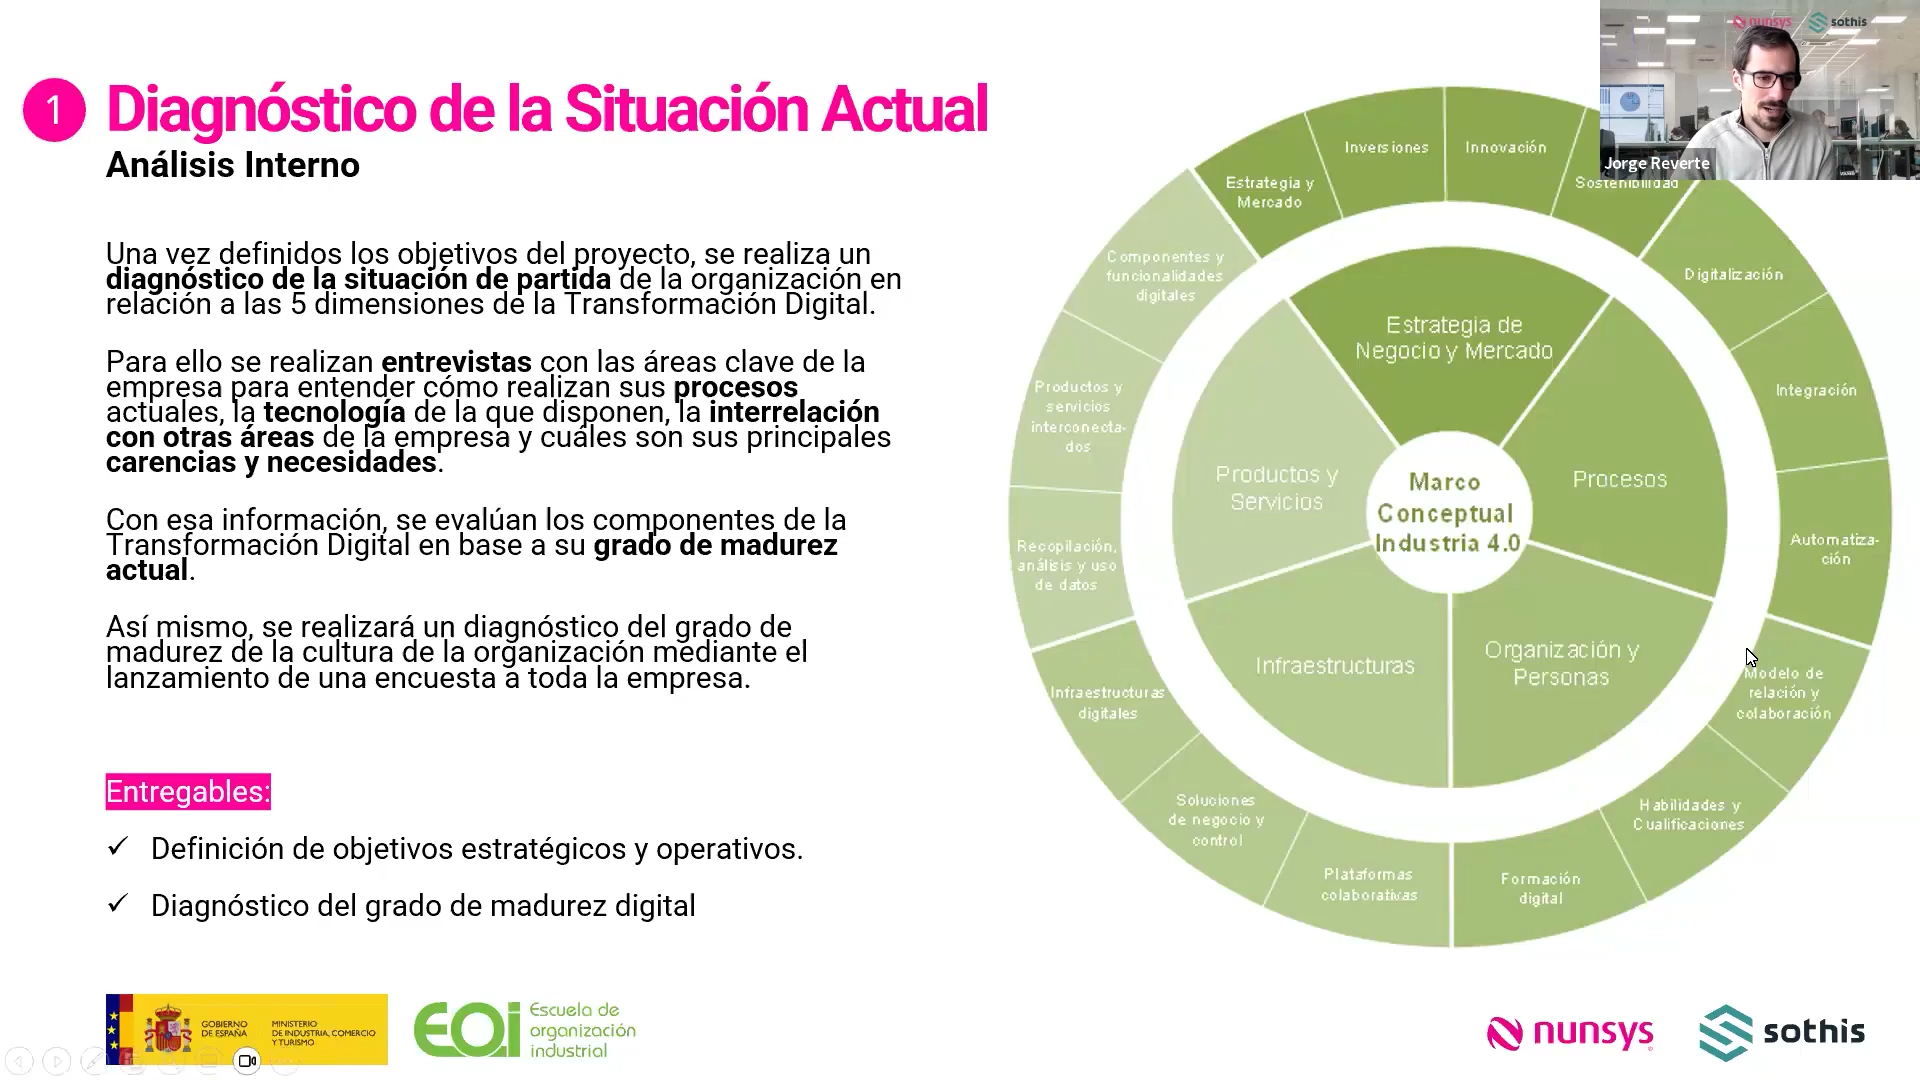 1 Diagnóstico de la Situación Actual
Análisis Interno
Una vez definidos los objetivos del proyecto, se realiza un
diagnóstico de la situación de partida de la organización en
relación a las 5 dimensiones de la Transformación Digital.
Para ello se realizan entrevistas con las áreas clave de la
empresa para entender cómo realizan sus procesos
actuales, la tecnología de la que disponen, la interrelación
con otras áreas de la empresa y cuáles son sus principales
carencias y necesidades.
Con esa información, se evalúan los componentes de la
Transformación Digital en base a su grado de madurez
actual.
Así mismo, se realizará un diagnóstico del grado de
madurez de la cultura de la organización mediante el
lanzamiento de una encuesta a toda la empresa.
Entregables:
✓ Definición de objetivos estratégicos y operativos.
✓ Diagnóstico del grado de madurez digital
Estrategia y
Mercado
Inversiones
Innovación
Sostenibilidad
Digitalización
Integración
Automatiza-
ción
Modelo de
relación y
colaboración
Habilidades y
Cualificaciones
Formación
digital
Plataformas
colaborativas
Soluciones
de negocio y
control
Infraestructuras
digitales
Recopilación,
análisis y uso
de datos
Productos y
servicios
interconecta-
dos
Componentes y
funcionalidades
digitales
Estrategia de
Negocio y Mercado
Procesos
Organización y
Personas
Infraestructuras
Productos y
Servicios
Marco
Conceptual
Industria 4.0
nunsys sothis
Jorge Reverte
GOBIERNO
DE ESPAÑA
MINISTERIO
DE INDUSTRIA, COMERCIO
Y TURISMO
EOi
Escuela de
organización
industrial
nunsys
sothis